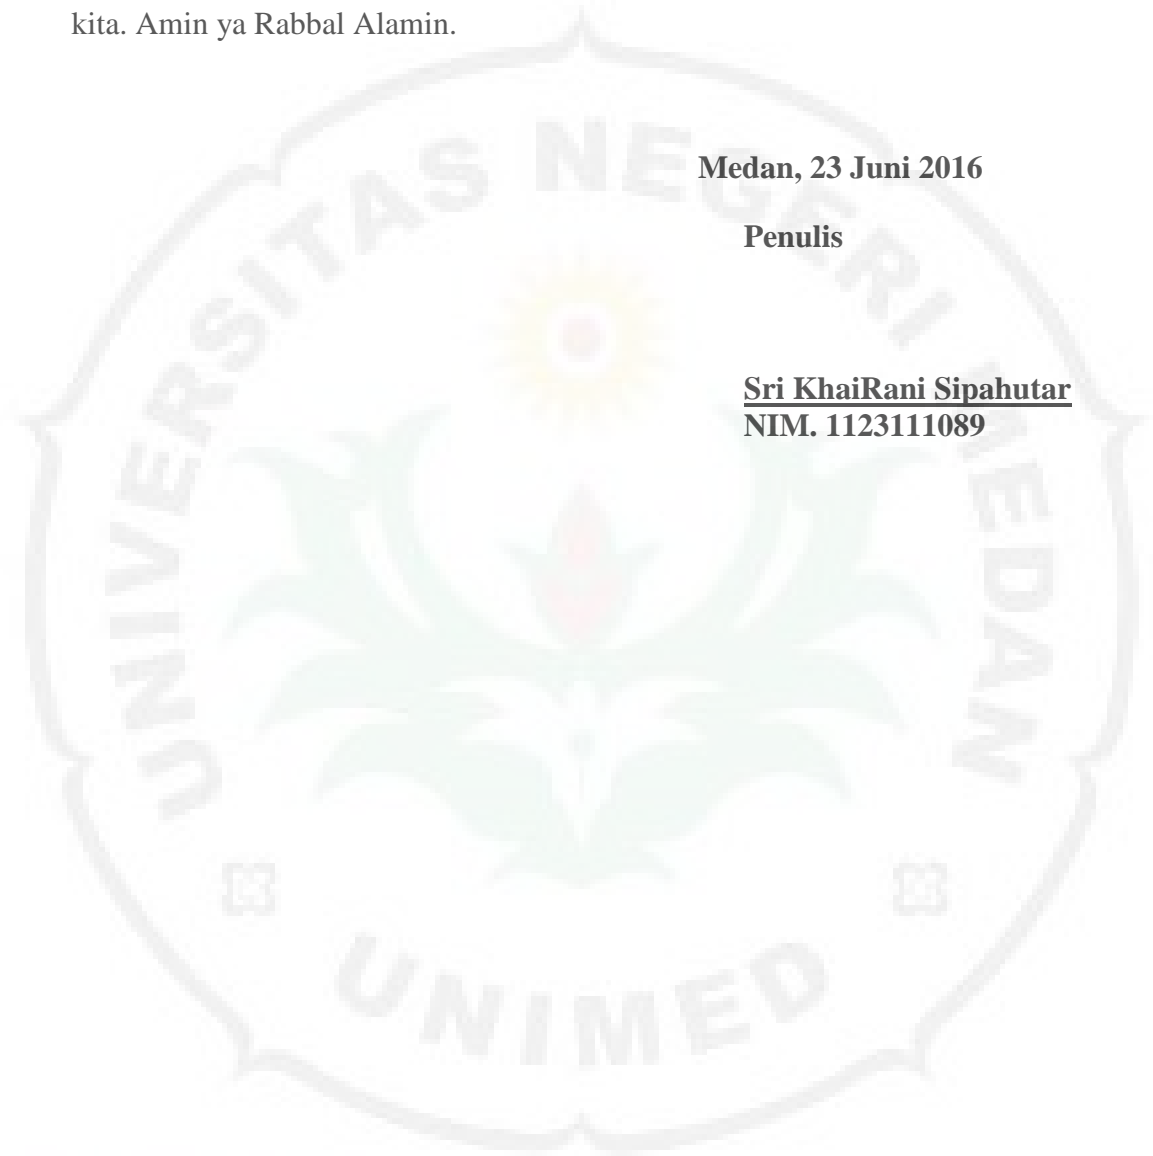 kita. Amin ya Rabbal Alamin.
Medan, 23 Juni 2016
Penulis
Sri KhaiRani Sipahutar
NIM. 1123111089
UNIVERSITAS NEGERI MEDAN
UNIMED